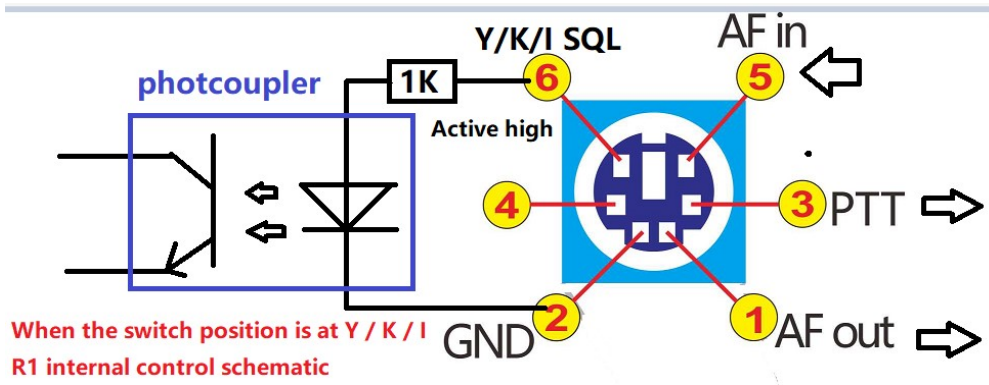 Y/K/I SQL
AF in
photcoupler
1K
6
5
Active high
4
3
PTT
When the switch position is at Y / K / I
GND
2
1
AF out
R1 internal control schematic